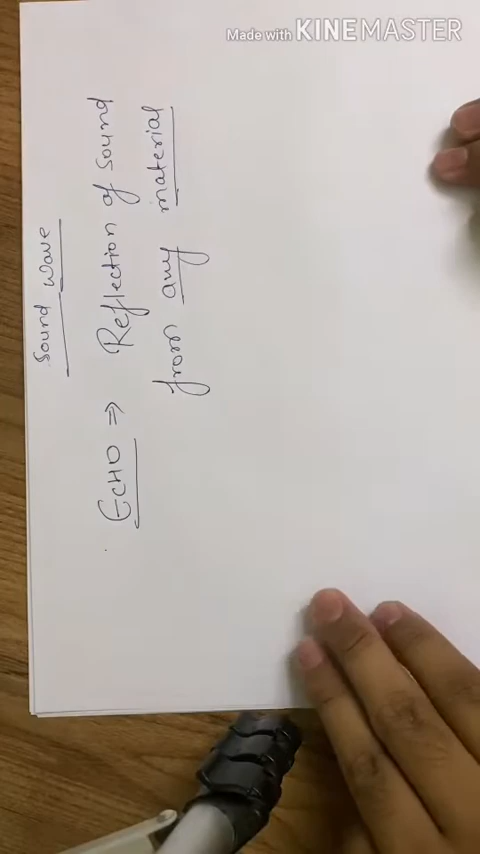 Made with KINEMASTER
Sound wave
ECHO ⇒ Reflection of sound
from any material